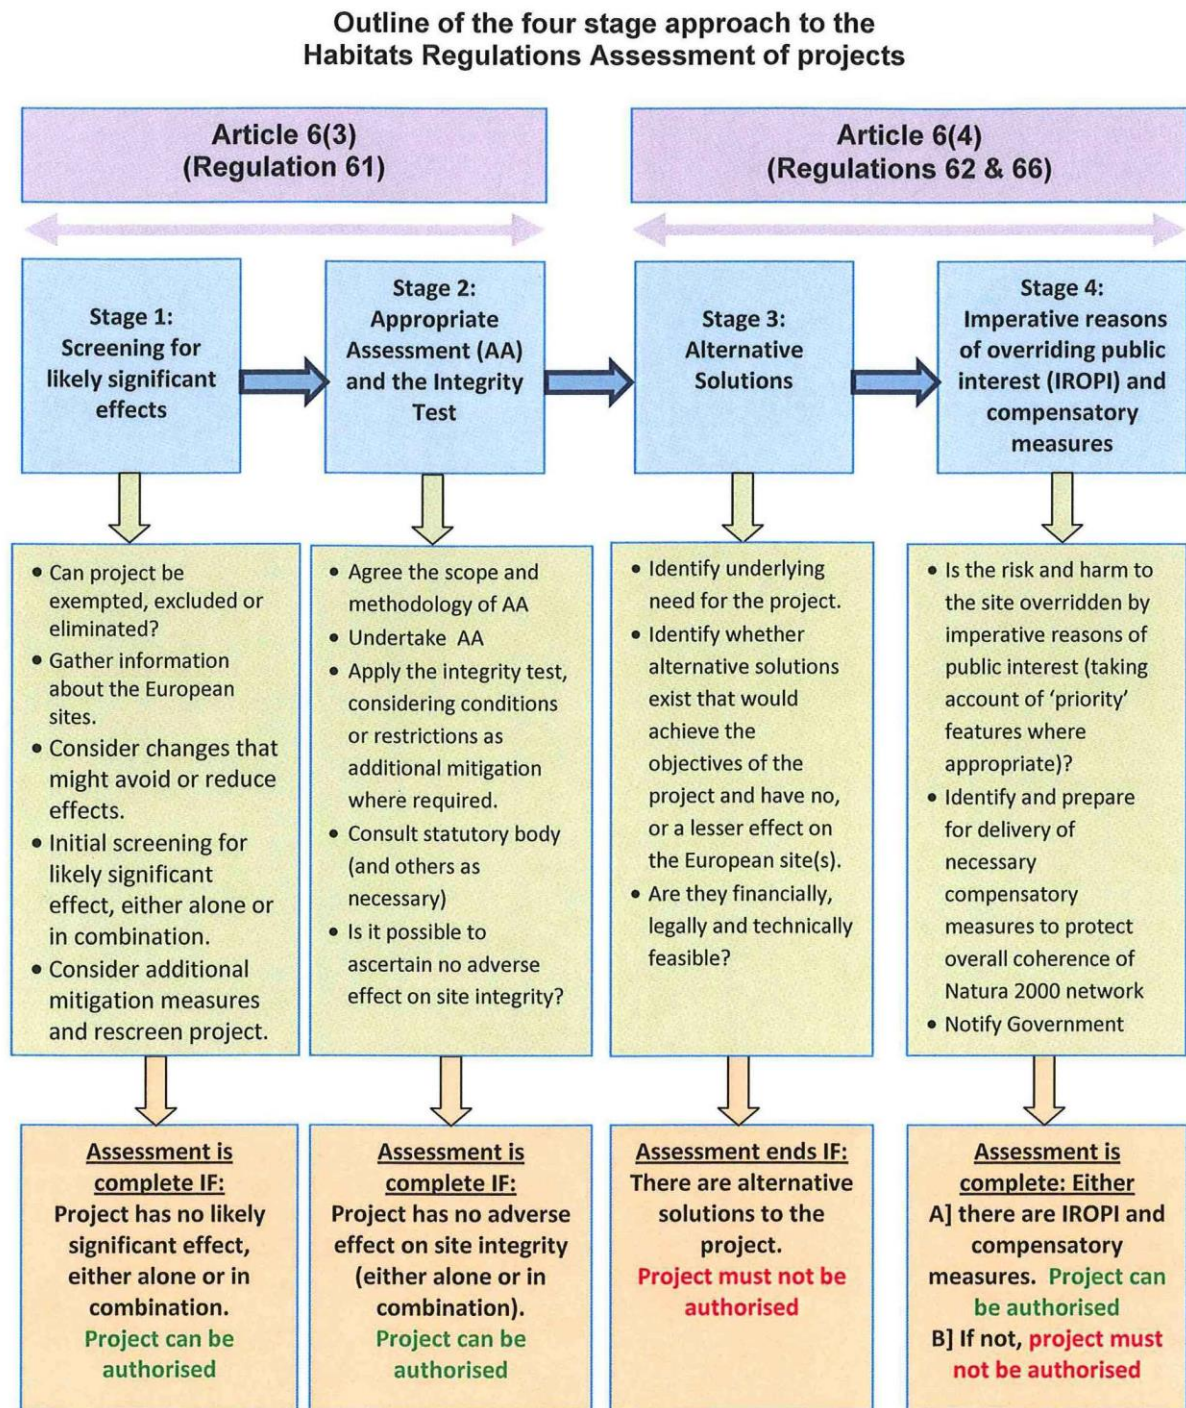 Outline of the four stage approach to the
Habitats Regulations Assessment of projects
Article 6(3)
(Regulation 61)
Article 6(4)
(Regulations 62 & 66)
Stage 1:
Screening for
likely significant
effects
Stage 2:
Appropriate
Assessment (AA)
and the Integrity
Test
Stage 3:
Alternative
Solutions
Stage 4:
Imperative reasons
of overriding public
interest (IROPI) and
compensatory
measures
• Can project be
exempted, excluded or
eliminated?
• Gather information
about the European
sites.
• Consider changes that
might avoid or reduce
effects.
• Initial screening for
likely significant
effect, either alone or
in combination.
• Consider additional
mitigation measures
and rescreen project.
• Agree the scope and
methodology of AA
• Undertake AA
• Apply the integrity test,
considering conditions
or restrictions as
additional mitigation
where required.
• Consult statutory body
(and others as
necessary)
• Is it possible to
ascertain no adverse
effect on site integrity?
• Identify underlying
need for the project.
• Identify whether
alternative solutions
exist that would
achieve the
objectives of the
project and have no,
or a lesser effect on
the European site(s).
• Are they financially,
legally and technically
feasible?
• Is the risk and harm to
the site overridden by
imperative reasons of
public interest (taking
account of ‘priority’
features where
appropriate)?
• Identify and prepare
for delivery of
necessary
compensatory
measures to protect
overall coherence of
Natura 2000 network
• Notify Government
Assessment is
complete IF:
Project has no likely
significant effect,
either alone or in
combination.
Project can be
authorised
Assessment is
complete IF:
Project has no adverse
effect on site integrity
(either alone or in
combination).
Project can be
authorised
Assessment ends IF:
There are alternative
solutions to the
project.
Project must not be
authorised
Assessment is
complete: Either
A] there are IROPI and
compensatory
measures. Project can
be authorised
B] If not, project must
not be authorised